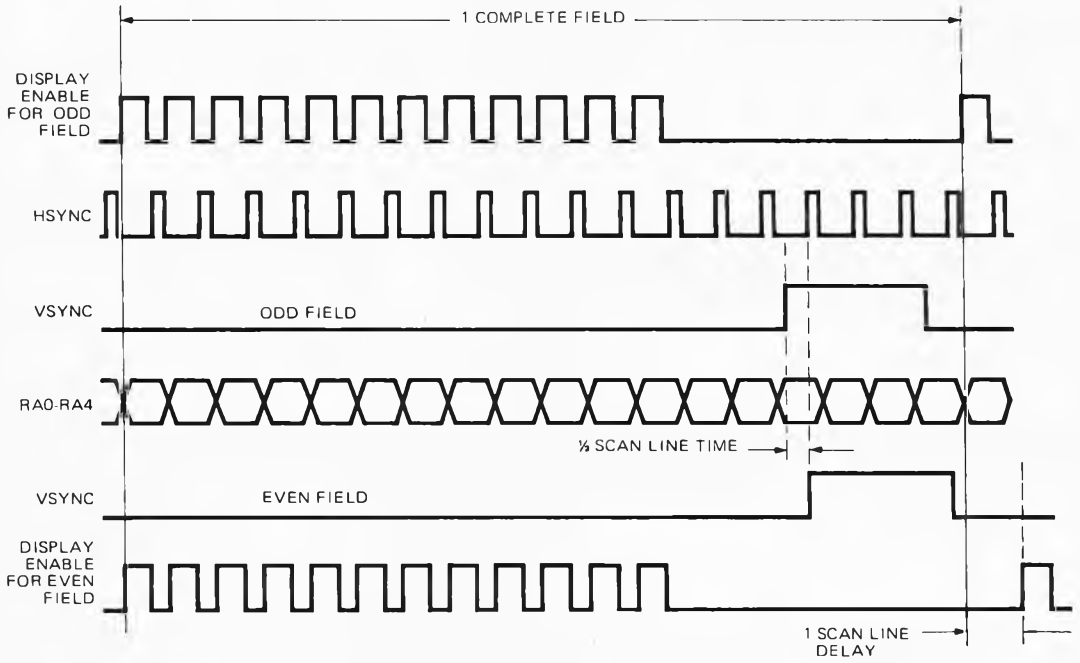 1 COMPLETE FIELD
DISPLAY
ENABLE
FOR ODD
FIELD
HSYNC
VSYNC
ODD FIELD
RA0-RA4
½ SCAN LINE TIME
VSYNC
EVEN FIELD
DISPLAY
ENABLE
FOR EVEN
FIELD
1 SCAN LINE
DELAY